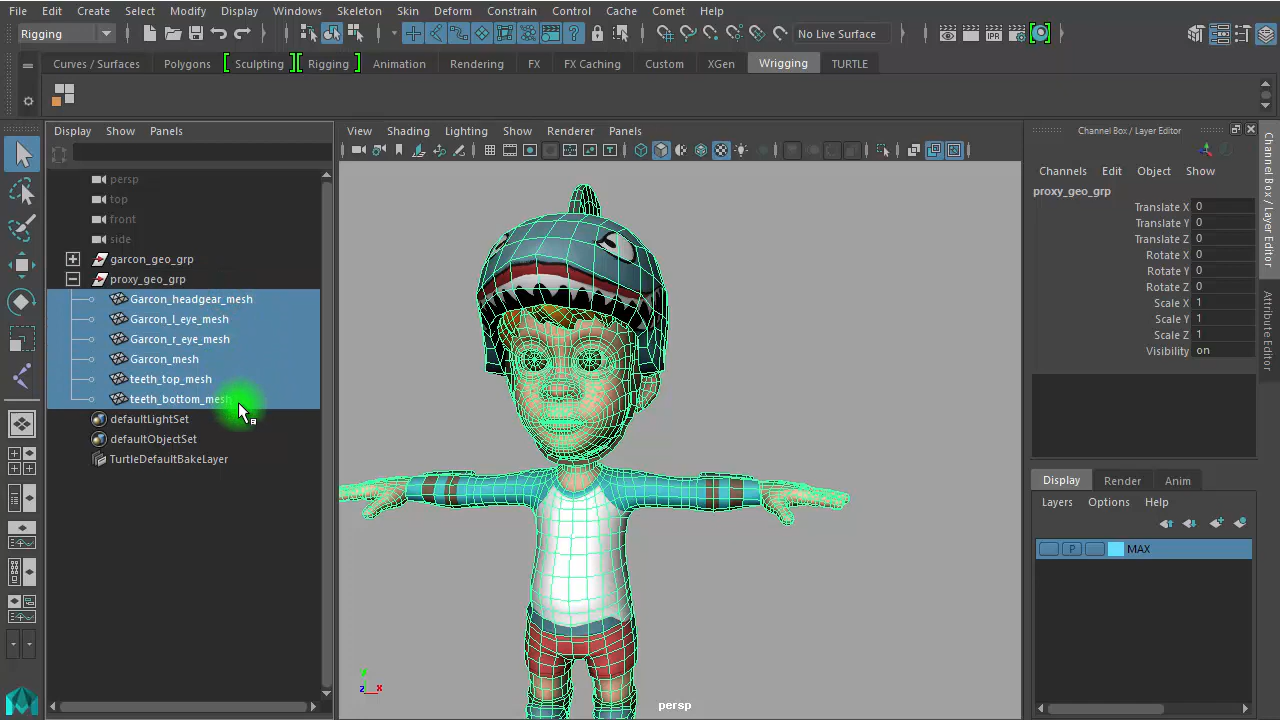 File Edit Create Select Modify Display Windows Skeleton Skin Deform Constrain Control Cache Comet Help
Rigging
No Live Surface
Curves / Surfaces Polygons Sculpting Rigging Animation Rendering FX FX Caching Custom XGen Wrigging TURTLE
Display Show Panels
View Shading Lighting Show Renderer Panels
Channel Box / Layer Editor
persp
top
front
side
garcon_geo_grp
proxy_geo_grp
Garcon_headgear_mesh
Garcon_l_eye_mesh
Garcon_r_eye_mesh
Garcon_mesh
teeth_top_mesh
teeth_bottom_mesh
defaultLightSet
defaultObjectSet
TurtleDefaultBakeLayer
y
z x
persp
Channels Edit Object Show
proxy_geo_grp
Translate X 0
Translate Y 0
Translate Z 0
Rotate X 0
Rotate Y 0
Rotate Z 0
Scale X 1
Scale Y 1
Scale Z 1
Visibility on
Display Render Anim
Layers Options Help
P MAX
Channel Box / Layer Editor
Attribute Editor